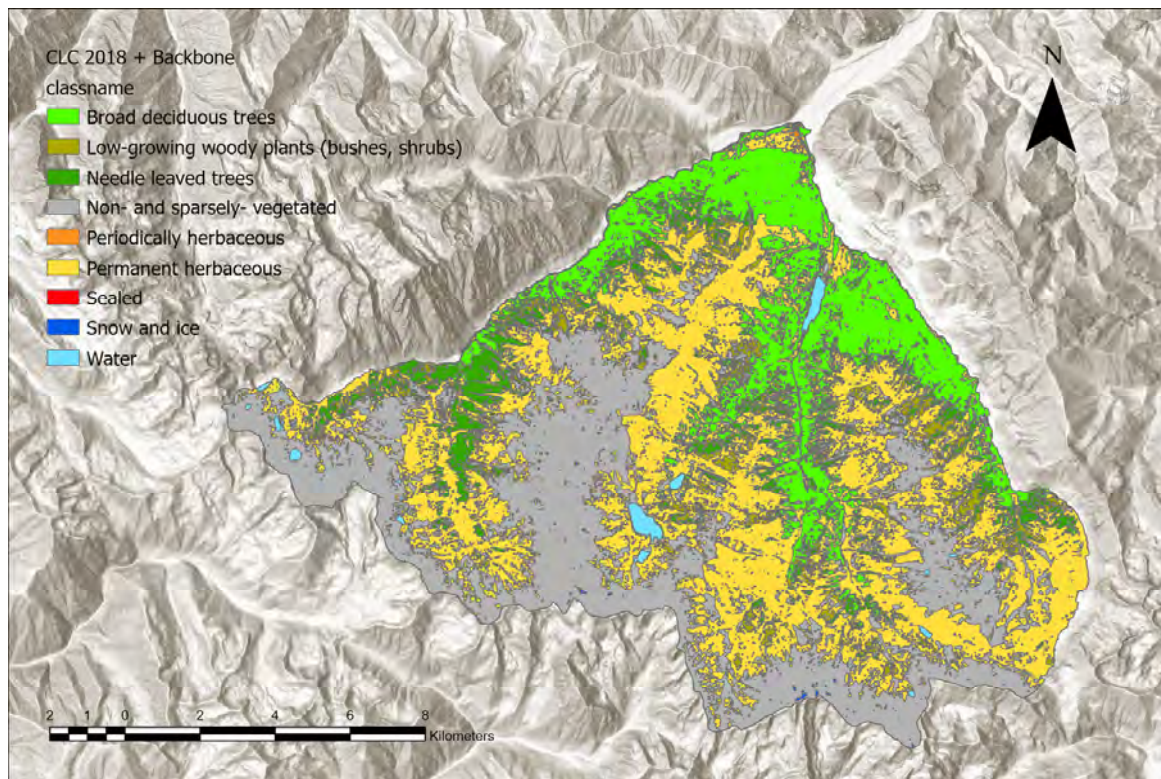 CLC 2018 + Backbone
classname
Broad deciduous trees
Low-growing woody plants (bushes, shrubs)
Needle leaved trees
Non- and sparsely- vegetated
Periodically herbaceous
Permanent herbaceous
Sealed
Snow and ice
Water
N
2 1 0 2 4 6 8
Kilometers